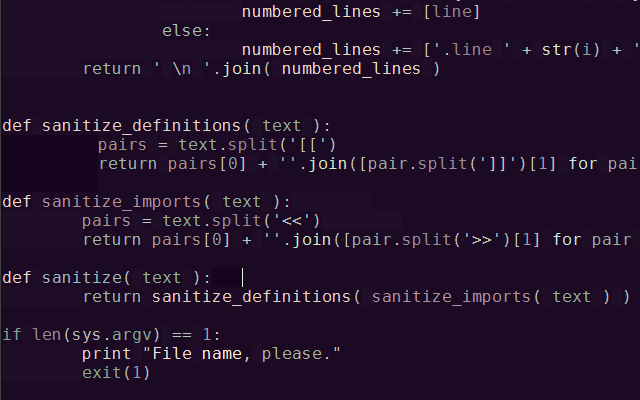 numbered_lines += [line]
else:
numbered_lines += ['.line ' + str(i) + '
return ' \n '.join( numbered_lines )
def sanitize_definitions( text ):
pairs = text.split('[[')
return pairs[0] + ''.join([pair.split(']]')[1] for pai
def sanitize_imports( text ):
pairs = text.split('<<')
return pairs[0] + ''.join([pair.split('>>')[1] for pair
def sanitize( text ):
return sanitize_definitions( sanitize_imports( text ) )
if len(sys.argv) == 1:
print "File name, please."
exit(1)